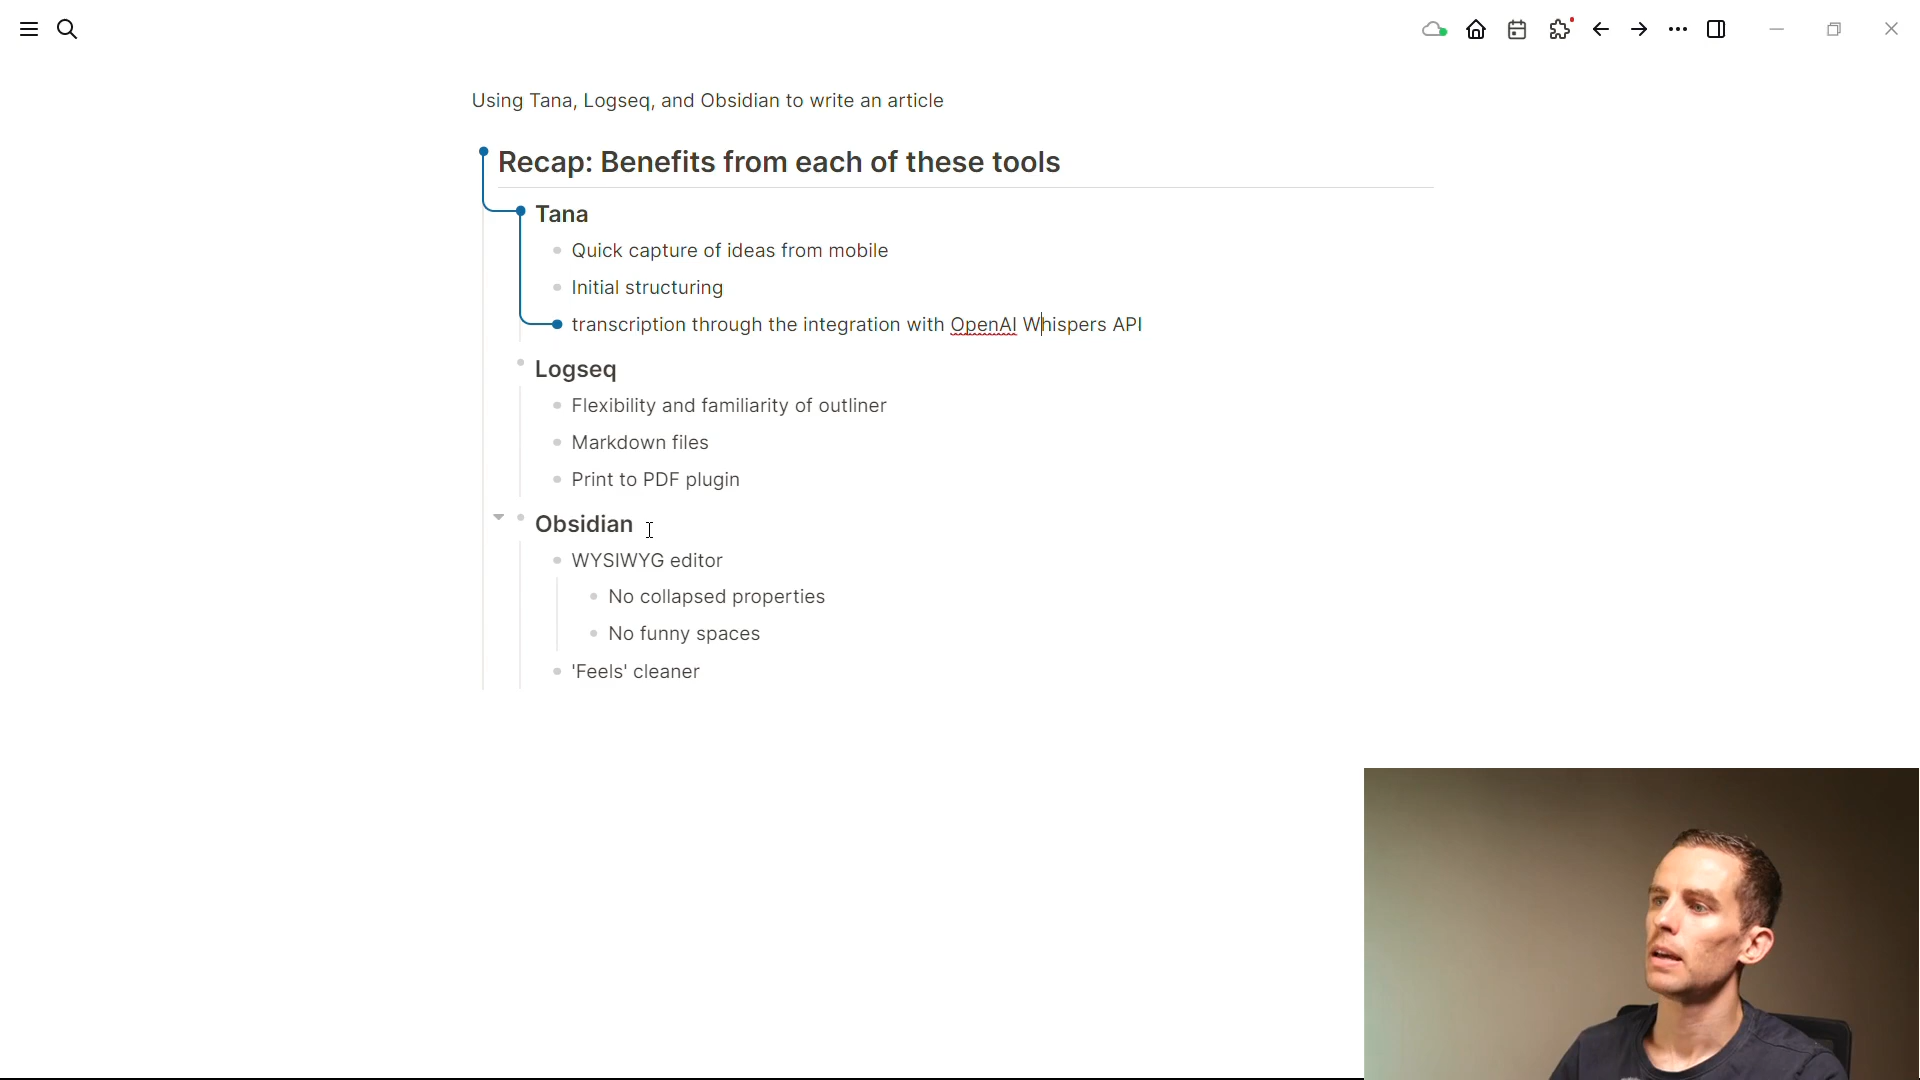 Using Tana, Logseq, and Obsidian to write an article
Recap: Benefits from each of these tools
Tana
Quick capture of ideas from mobile
Initial structuring
transcription through the integration with OpenAI Whispers API
Logseq
Flexibility and familiarity of outliner
Markdown files
Print to PDF plugin
Obsidian
WYSIWYG editor
No collapsed properties
No funny spaces
'Feels' cleaner